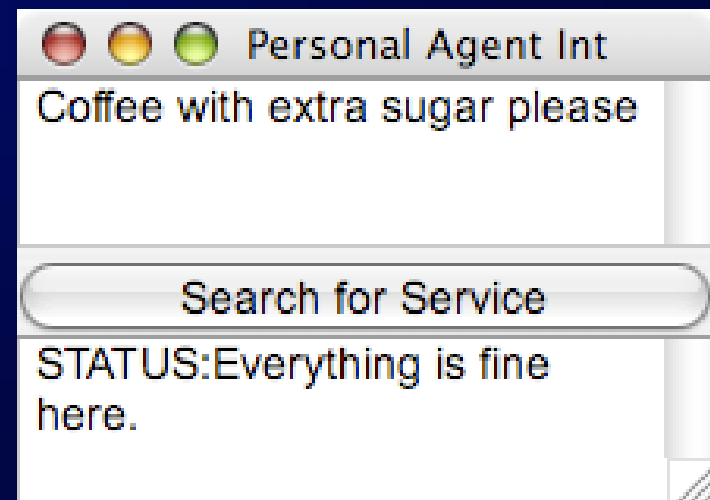 Personal Agent Int
Coffee with extra sugar please
Search for Service
STATUS:Everything is fine
here.